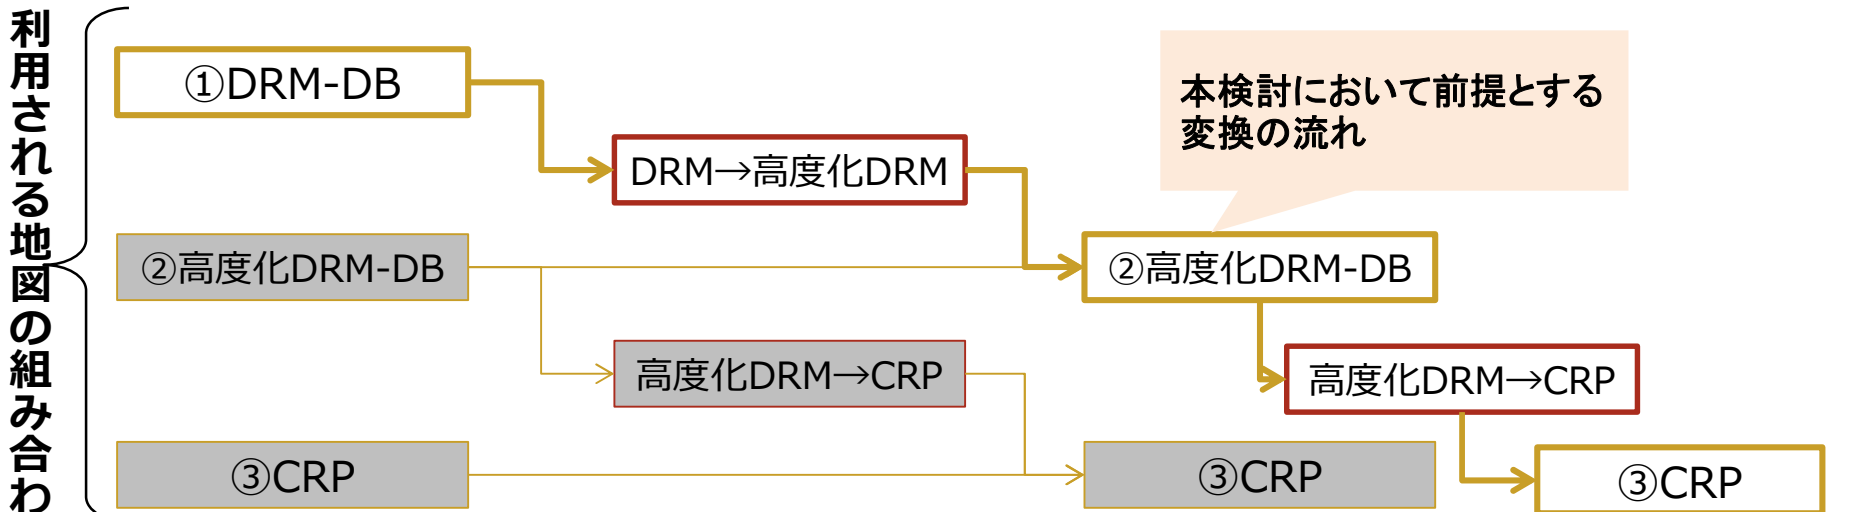 利用される地図の組み合わ
①DRM-DB
本検討において前提とする
変換の流れ
DRM→高度化DRM
②高度化DRM-DB
②高度化DRM-DB
高度化DRM→CRP
高度化DRM→CRP
③CRP
③CRP
③CRP